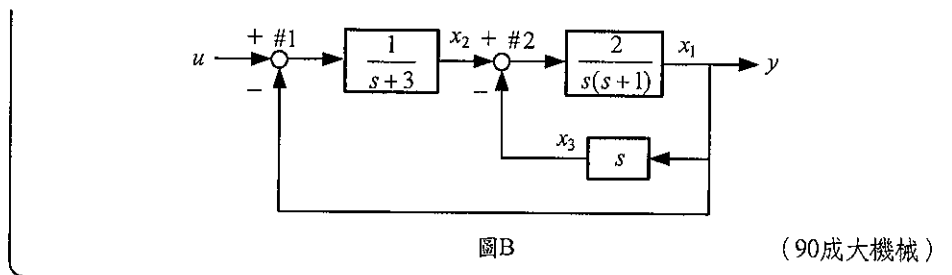 u + #1 − 1/(s+3) x₂ + #2 − 2/(s(s+1)) x₁ y
x₃ s
圖B
（90成大機械）